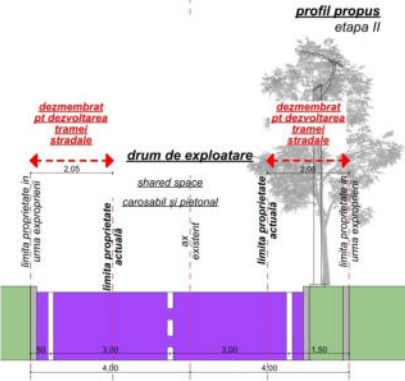 profil propus
etapa II
dezmembrat
pt dezvoltarea
tramei
stradale
dezmembrat
pt dezvoltarea
tramei
stradale
drum de exploatare
2,05
2,05
shared space
carosabil și pietonal
limita proprietate in
urma exproprierii
limita proprietate
actuală
ax
existent
limita proprietate
actuală
limita proprietate in
urma exproprierii
50
3,00
3,00
1,50
4,00
4,00